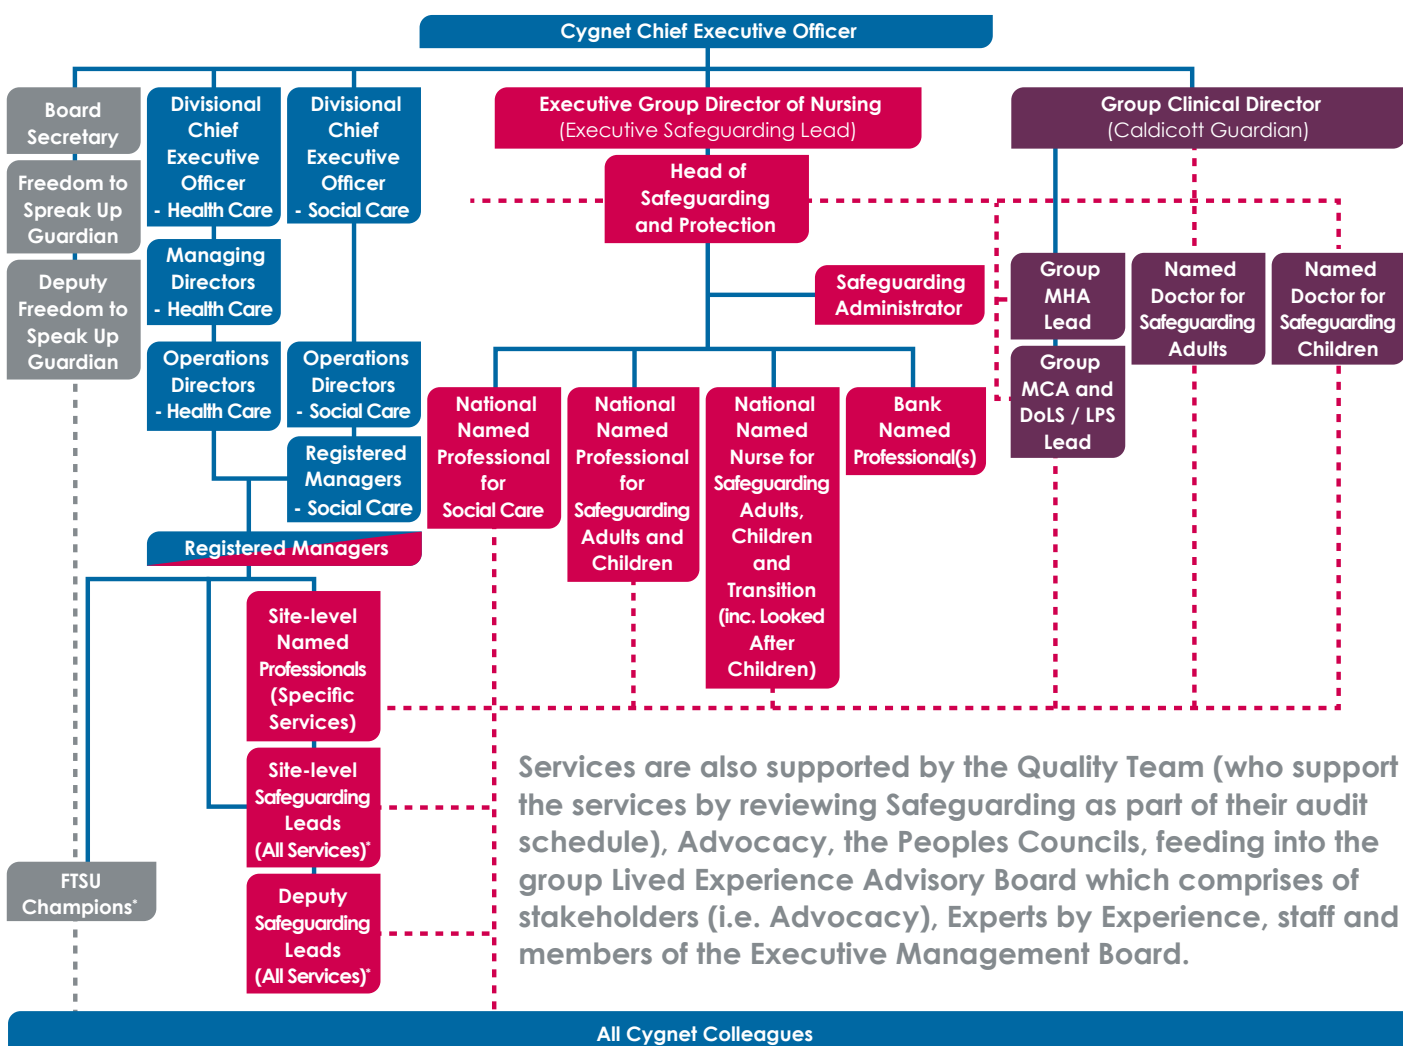 Cygnet Chief Executive Officer
Board
Secretary
Freedom to
Spreak Up
Guardian
Deputy
Freedom to
Speak Up
Guardian
Divisional
Chief
Executive
Officer
- Health Care
Managing
Directors
- Health Care
Operations
Directors
- Health Care
Divisional
Chief
Executive
Officer
- Social Care
Operations
Directors
- Social Care
Registered
Managers
- Social Care
Registered Managers
Site-level
Named
Professionals
(Specific
Services)
Site-level
Safeguarding
Leads
(All Services)*
Deputy
Safeguarding
Leads
(All Services)*
FTSU
Champions*
Executive Group Director of Nursing
(Executive Safeguarding Lead)
Head of
Safeguarding
and Protection
Safeguarding
Administrator
National
Named
Professional
for
Social Care
National
Named
Professional
for
Safeguarding
Adults and
Children
National
Named
Nurse for
Safeguarding
Adults,
Children
and
Transition
(inc. Looked
After
Children)
Bank
Named
Professional(s)
Group Clinical Director
(Caldicott Guardian)
Group
MHA
Lead
Group
MCA and
DoLS / LPS
Lead
Named
Doctor for
Safeguarding
Adults
Named
Doctor for
Safeguarding
Children
Services are also supported by the Quality Team (who support
the services by reviewing Safeguarding as part of their audit
schedule), Advocacy, the Peoples Councils, feeding into the
group Lived Experience Advisory Board which comprises of
stakeholders (i.e. Advocacy), Experts by Experience, staff and
members of the Executive Management Board.
All Cygnet Colleagues